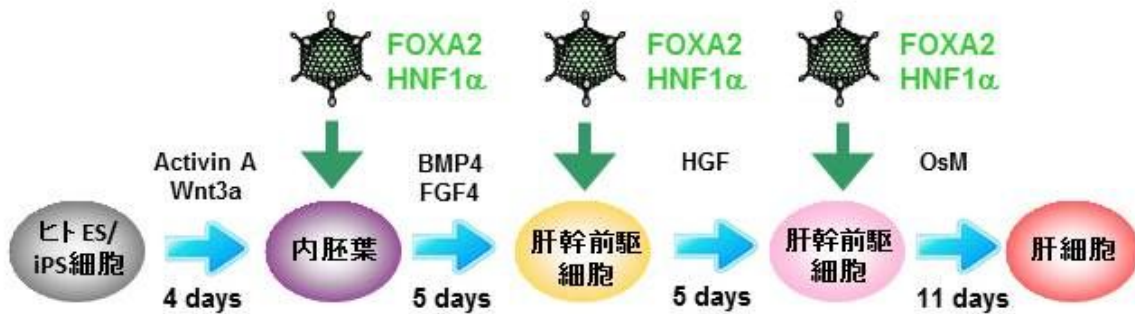 FOXA2
HNF1α
FOXA2
HNF1α
FOXA2
HNF1α
Activin A
Wnt3a
BMP4
FGF4
HGF
OsM
ヒトES/
iPS細胞
内胚葉
肝幹前駆
細胞
肝幹前駆
細胞
肝細胞
4 days
5 days
5 days
11 days